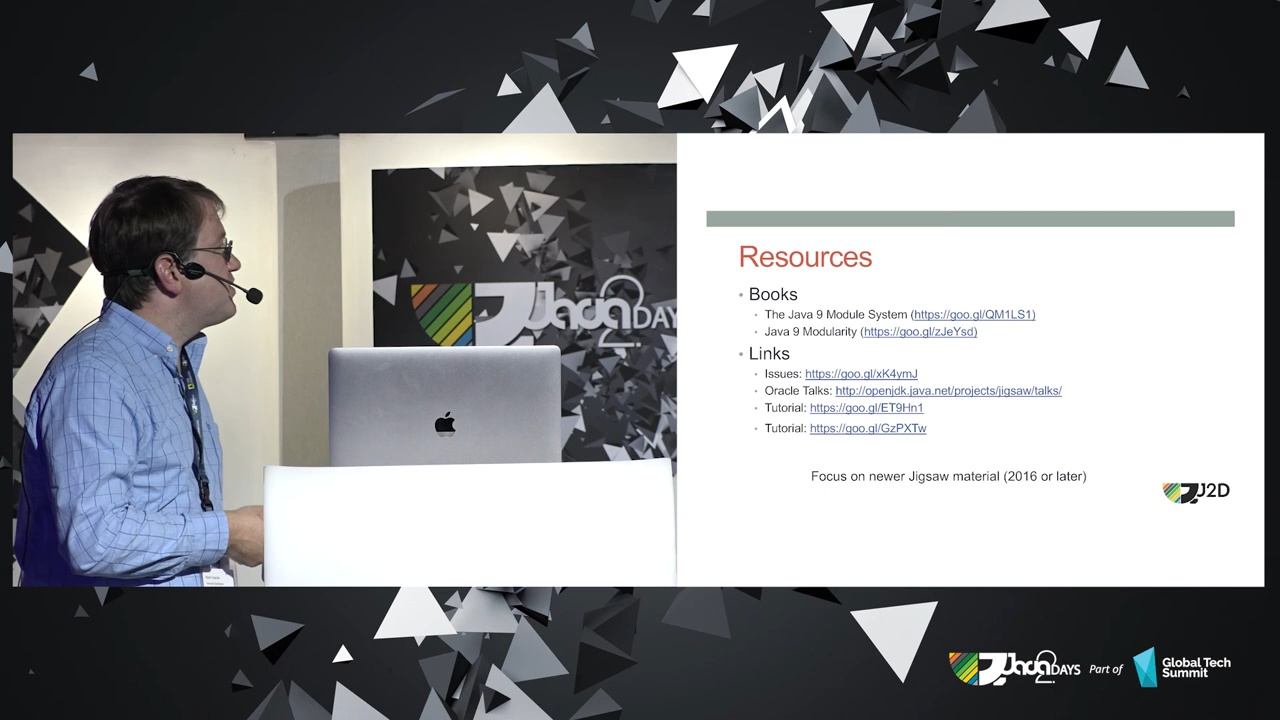 Java2DAYS
Resources
• Books
• The Java 9 Module System (https://goo.gl/QM1LS1)
• Java 9 Modularity (https://goo.gl/zJeYsd)
• Links
• Issues: https://goo.gl/xK4ymJ
• Oracle Talks: http://openjdk.java.net/projects/jigsaw/talks/
• Tutorial: https://goo.gl/ET9Hn1
• Tutorial: https://goo.gl/GzPXTw
Focus on newer Jigsaw material (2016 or later)
J2D
Java2DAYS Part of Global Tech
Summit